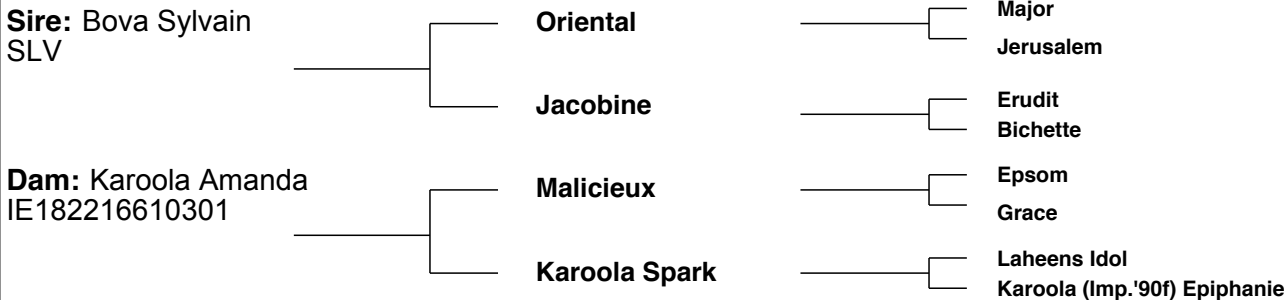 Sire: Bova Sylvain
SLV
Oriental
Major
Jerusalem
Jacobine
Erudit
Bichette
Dam: Karoola Amanda
IE182216610301
Malicieux
Epsom
Grace
Karoola Spark
Laheens Idol
Karoola (Imp.'90f) Epiphanie